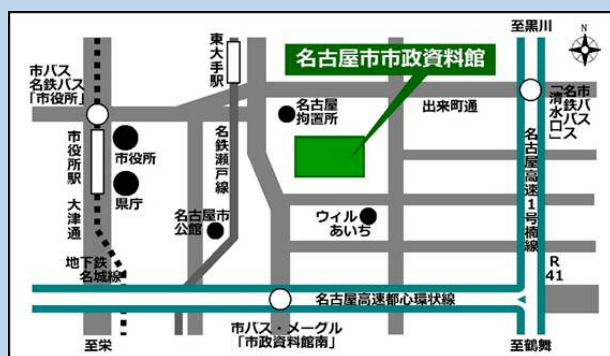 至黒川
N
東大手駅
名古屋市市政資料館
市バス
名鉄バス
「市役所」
名古屋
拘置所
出来町通
市バス
名鉄バス
「清水口」
市役所駅
市役所
名鉄瀬戸線
県庁
大津通
名古屋市
公館
ウィル
あいち
名古屋高速1号楠線
地下鉄
名城線
R
41
名古屋高速都心環状線
市バス・メーグル
「市政資料館南」
至栄
至鶴舞